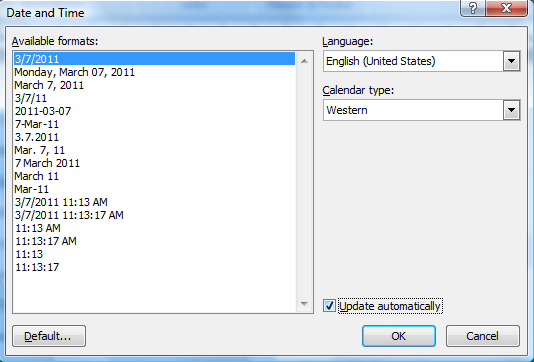 Date and Time
Available formats:
3/7/2011
Monday, March 07, 2011
March 7, 2011
3/7/11
2011-03-07
7-Mar-11
3.7.2011
Mar. 7, 11
7 March 2011
March 11
Mar-11
3/7/2011 11:13 AM
3/7/2011 11:13:17 AM
11:13 AM
11:13:17 AM
11:13
11:13:17
Language:
English (United States)
Calendar type:
Western
Update automatically
Default...
OK
Cancel